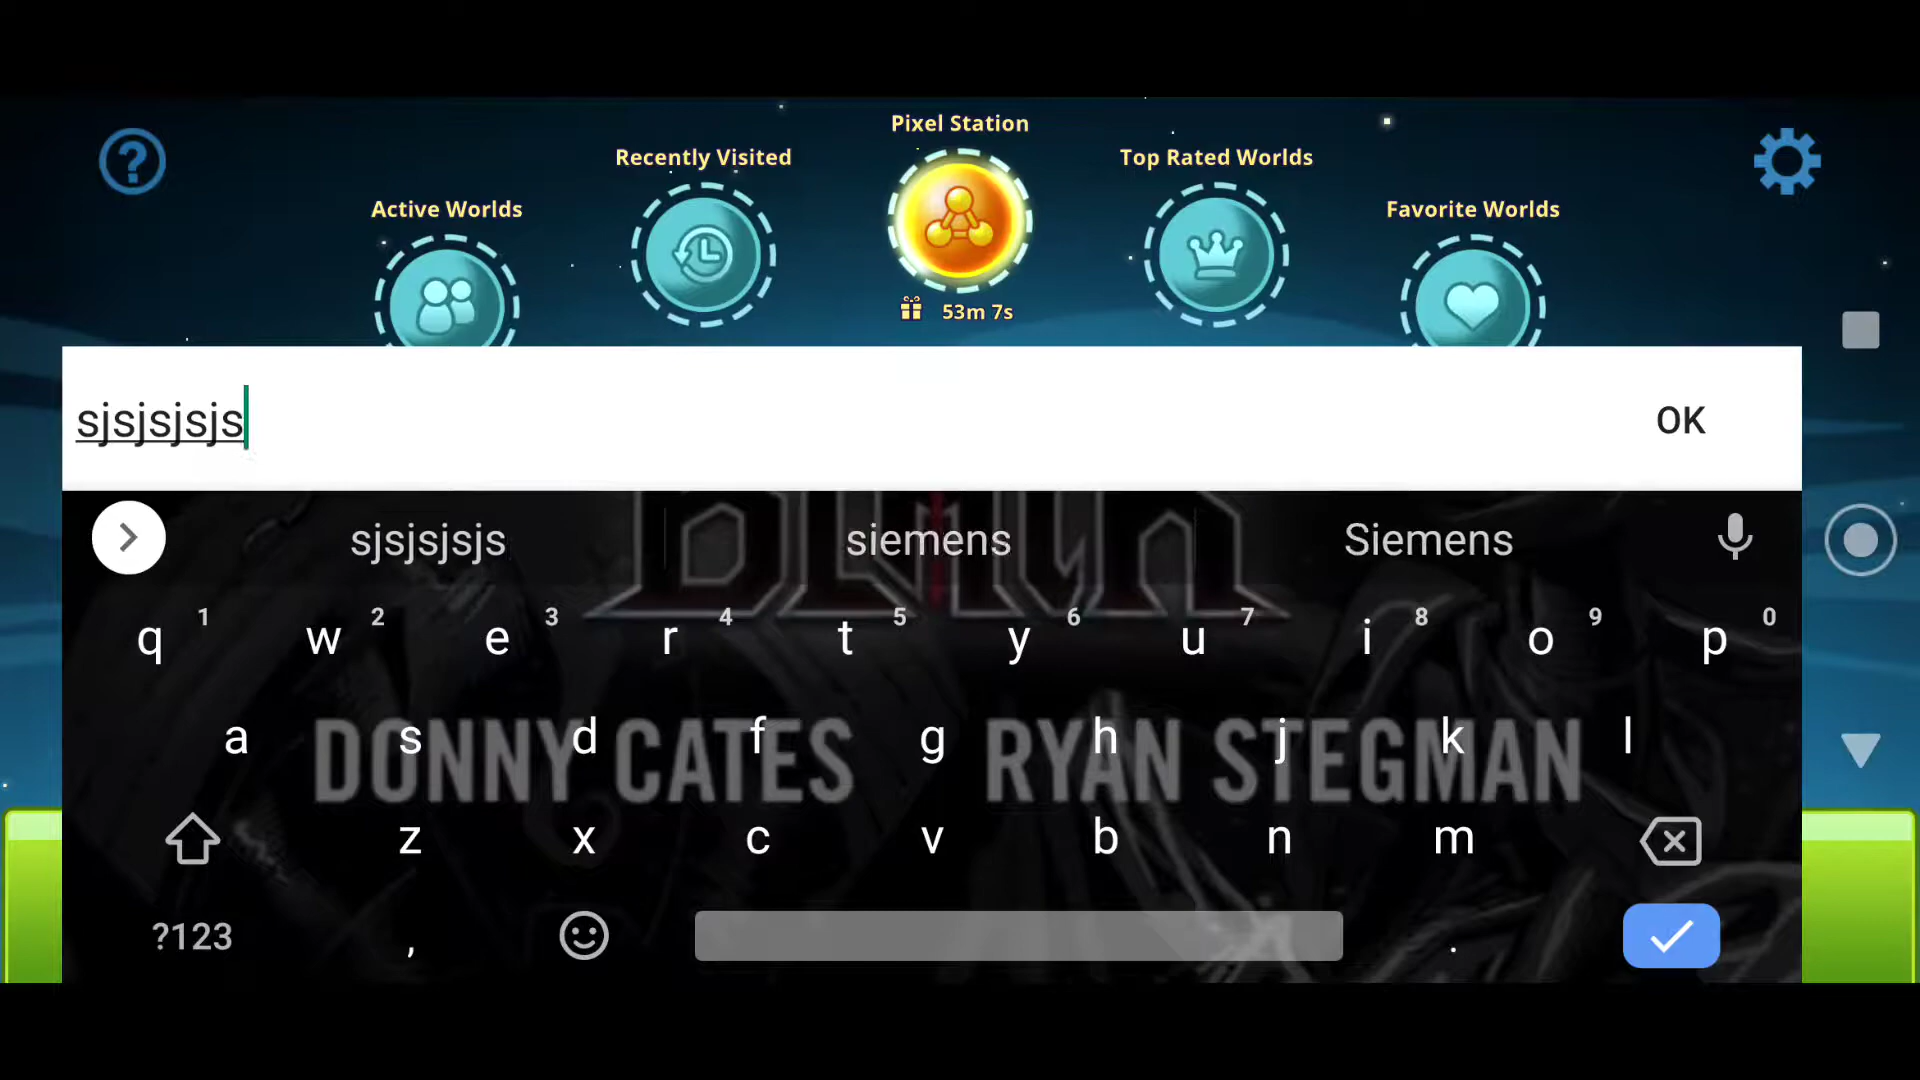 Pixel Station
Recently Visited
Top Rated Worlds
Active Worlds
Favorite Worlds
53m 7s
sjsjsjsjs
OK
sjsjsjsjs siemens Siemens
q 1 w 2 e 3 r 4 t 5 y 6 u 7 i 8 o 9 p 0
a s d f g h j k l
DONNY CATES RYAN STEGMAN
z x c v b n m
?123 , .